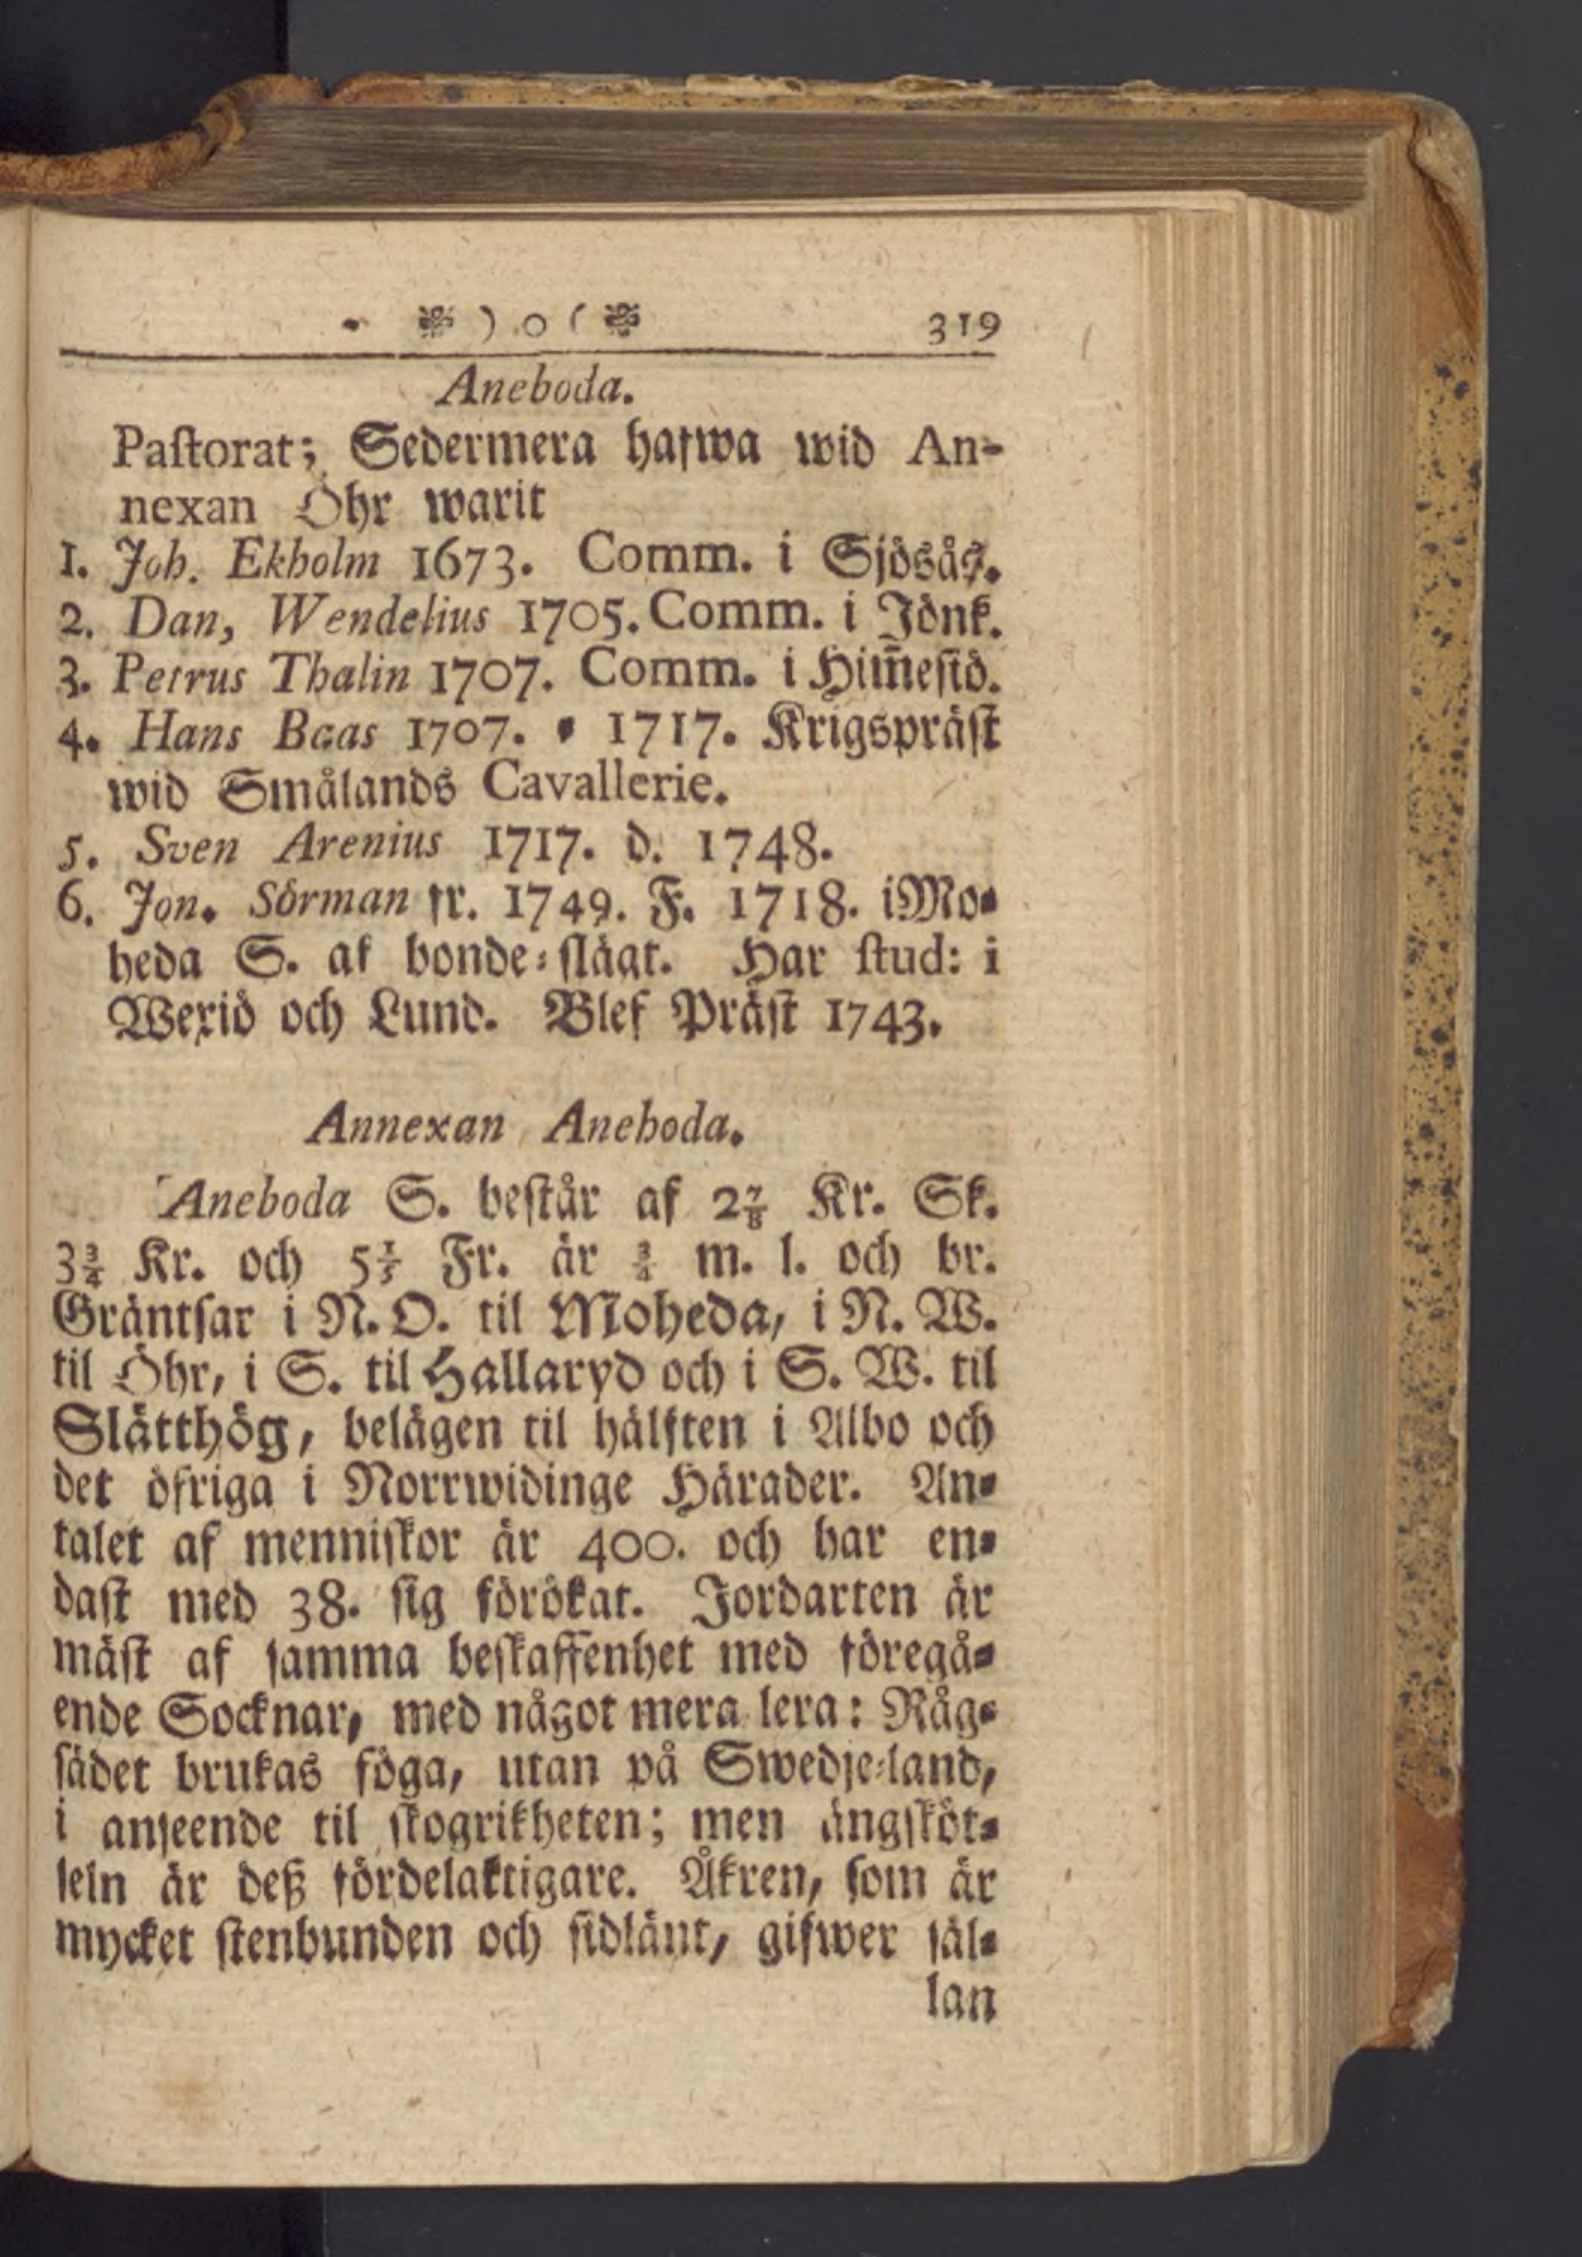 ) o ( 319
Aneboda.
Pastorat; Sedermera hafwa wid An-
nexan Öhr warit
1. Joh. Ekholm 1673. Comm. i Sjösås.
2. Dan, Wendelius 1705. Comm. i Jönk.
3. Petrus Thalin 1707. Comm. i Him̄esiö.
4. Hans Baas 1707. - 1717. Krigspräst
wid Smålands Cavallerie.
5. Sven Arenius 1717. d. 1748.
6. Jon. Sörman fr. 1749. F. 1718. i Mo-
heda S. af bonde-slägt. Har stud: i
Wexiö och Lund. Blef Präst 1743.
Annexan Aneboda.
Aneboda S. består af 2⅞ Kr. Sk.
3¾ Kr. och 5⅓ Fr. är ¾ m. l. och br.
Gräntsar i N. O. til Moheda, i N. W.
til Öhr, i S. til Hallaryd och i S. W. til
Slätthög, belägen til hälften i Albo och
det öfriga i Norrwidinge Härader. An-
talet af menniskor är 400. och har en-
dast med 38. sig förökat. Jordarten är
mäst af samma beskaffenhet med föregå-
ende Socknar, med något mera lera: Råg-
sädet brukas föga, utan på Swedje-land,
i anseende til skogrikheten; men ängsköt-
seln är deß fördelaktigare. Åkren, som är
mycket stenbunden och sidlänt, gifwer säl-
lan